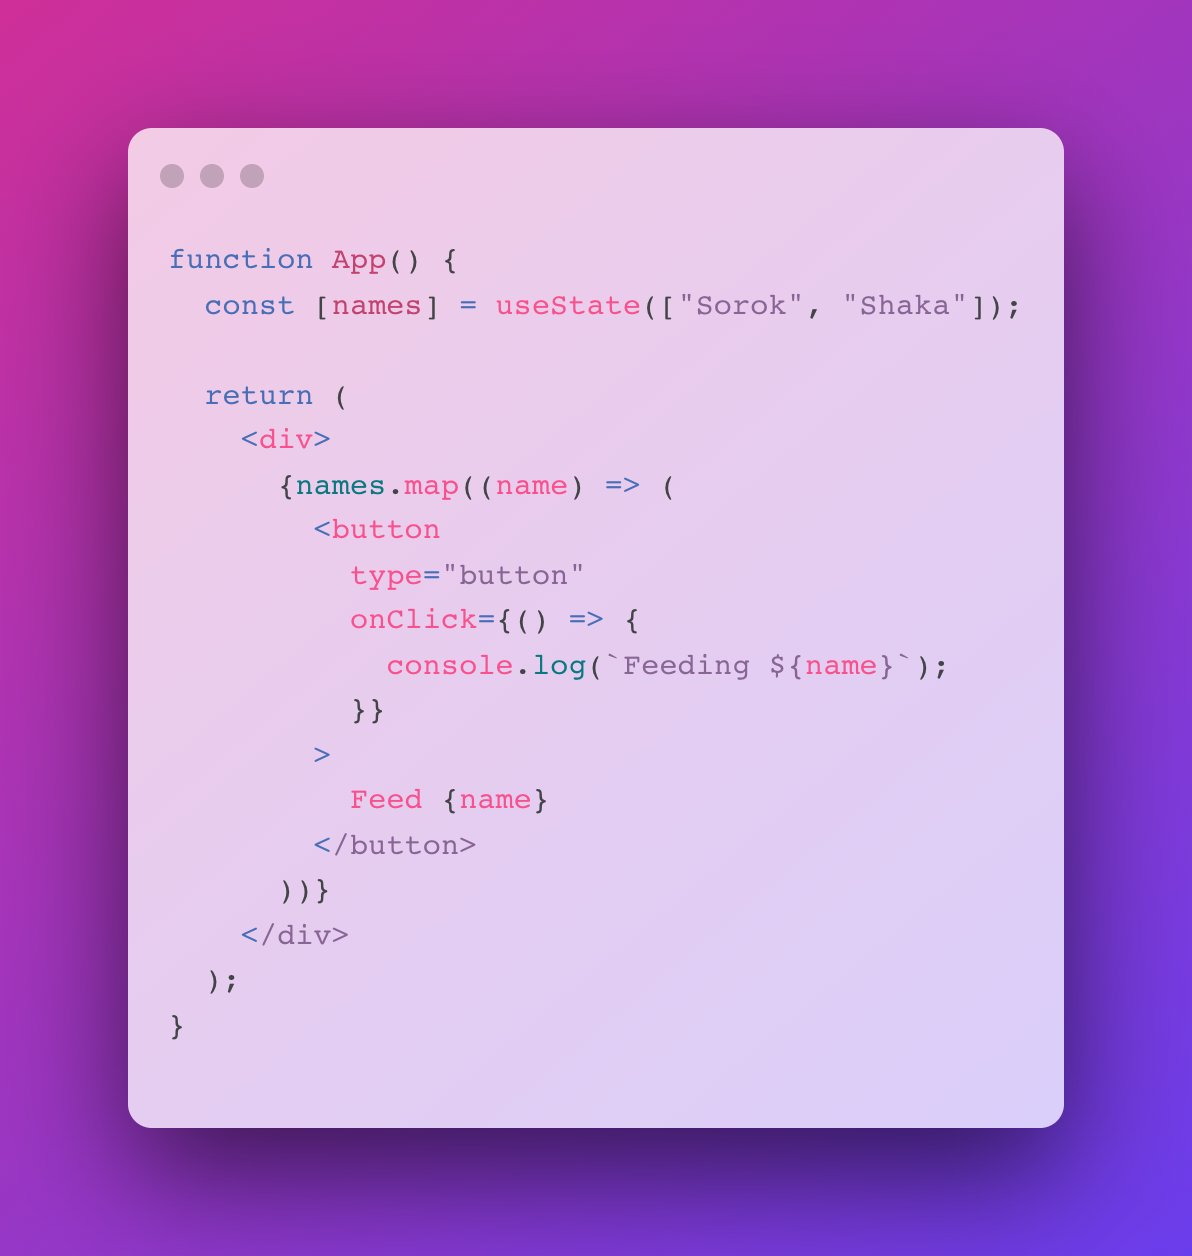 function App() {
  const [names] = useState(["Sorok", "Shaka"]);

  return (
    <div>
      {names.map((name) => (
        <button
          type="button"
          onClick={() => {
            console.log(`Feeding ${name}`);
          }}
        >
          Feed {name}
        </button>
      ))}
    </div>
  );
}